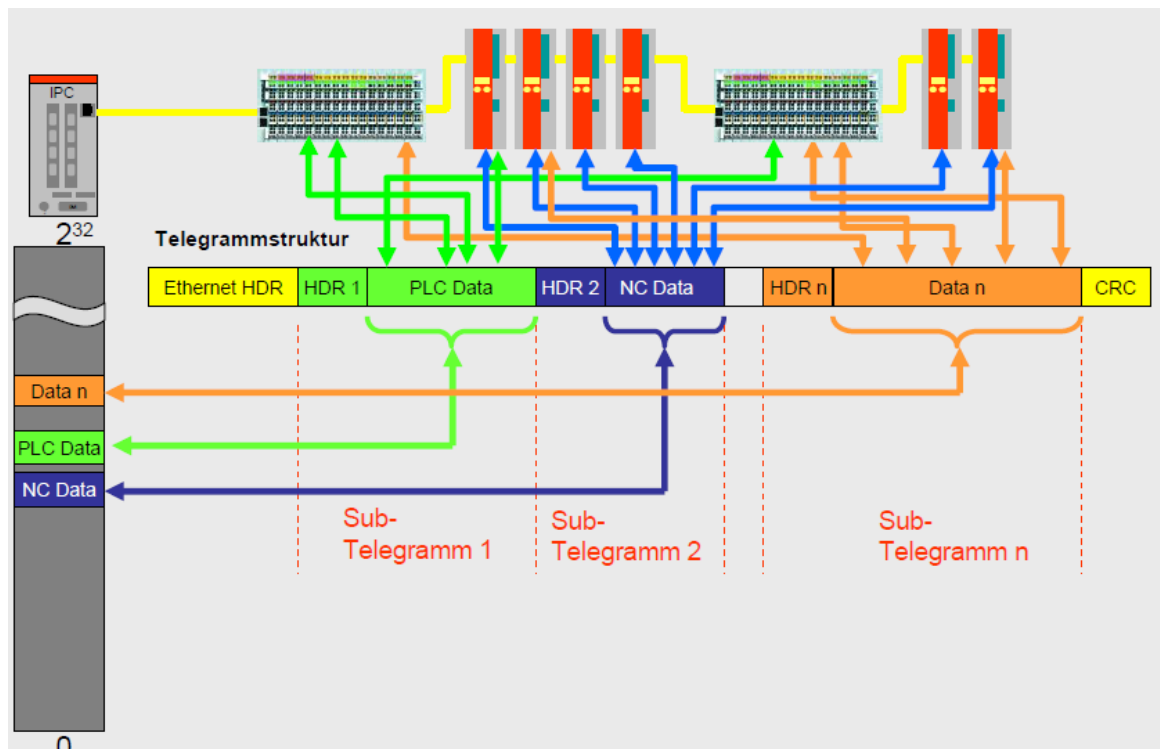 IPC
2³²
Telegrammstruktur
Ethernet HDR HDR 1 PLC Data HDR 2 NC Data HDR n Data n CRC
Data n
PLC Data
NC Data
Sub-
Telegramm 1
Sub-
Telegramm 2
Sub-
Telegramm n
0